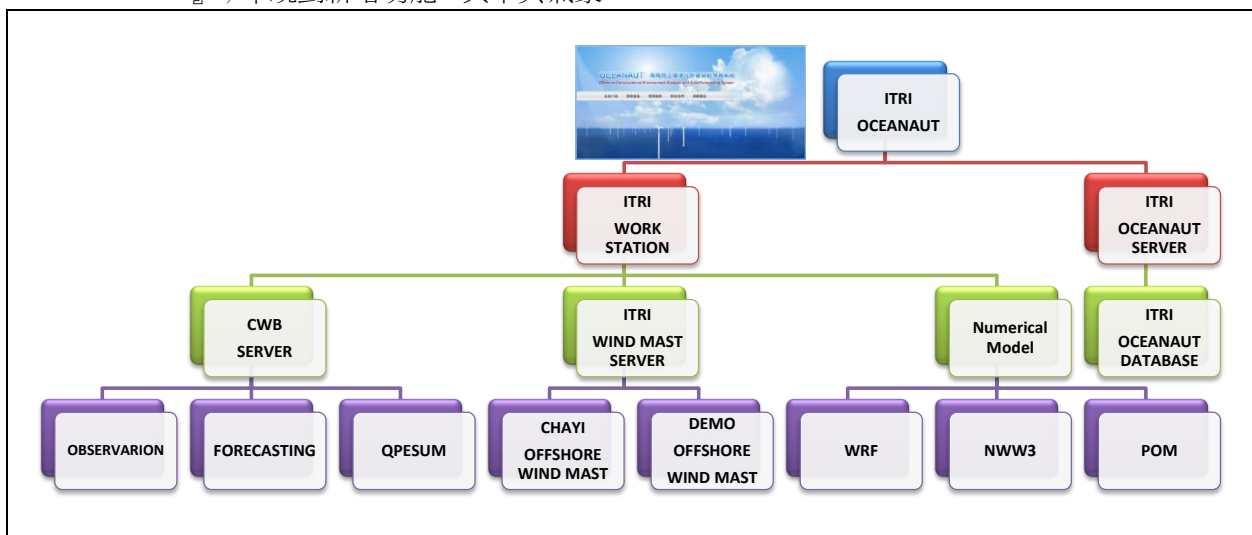 OCEANAUT
ITRI
OCEANAUT
ITRI
WORK
STATION
ITRI
OCEANAUT
SERVER
CWB
SERVER
ITRI
WIND MAST
SERVER
Numerical
Model
ITRI
OCEANAUT
DATABASE
OBSERVARION
FORECASTING
QPESUM
CHAYI
OFFSHORE
WIND MAST
DEMO
OFFSHORE
WIND MAST
WRF
NWW3
POM